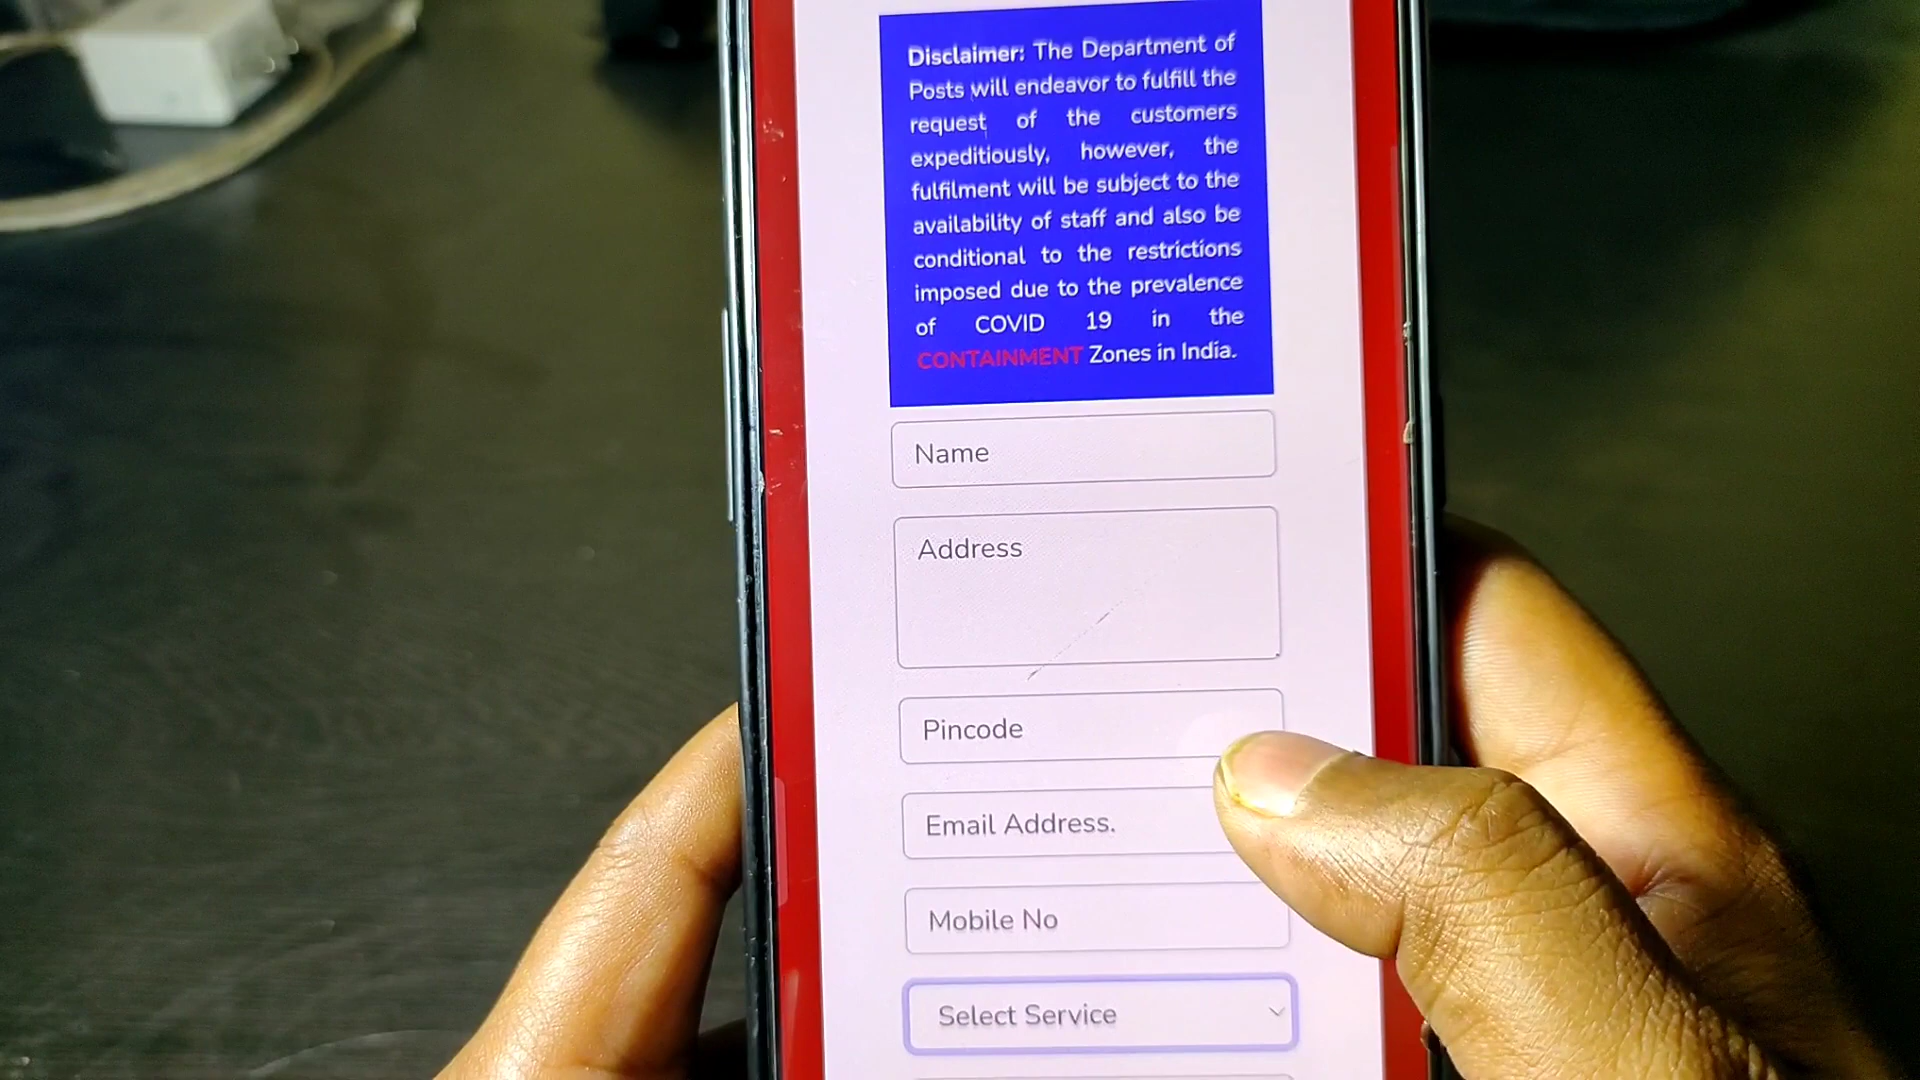 Disclaimer: The Department of
Posts will endeavor to fulfill the
request of the customers
expeditiously, however, the
fulfilment will be subject to the
availability of staff and also be
conditional to the restrictions
imposed due to the prevalence
of COVID 19 in the
CONTAINMENT Zones in India.
Name
Address
Pincode
Email Address.
Mobile No
Select Service